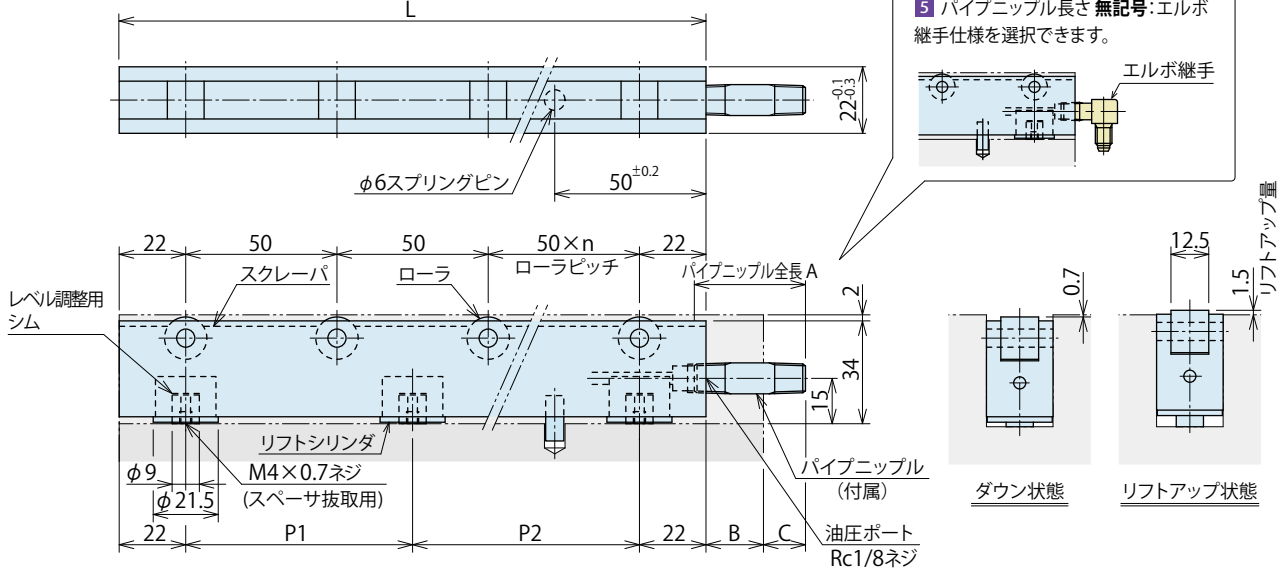 L
5 パイプニップル長さ 無記号：エルボ
継手仕様を選択できます。
エルボ継手
22 -0.1 -0.3
φ6スプリングピン
50±0.2
22
50
50
50×n
22
ローラピッチ
スクレーパ
ローラ
パイプニップル全長A
レベル調整用
シム
2
34
15
12.5
0.7
1.5
リフトアップ量
リフトシリンダ
φ9
M4×0.7ネジ
(スペーサ抜取用)
φ21.5
パイプニップル
（付属）
ダウン状態
リフトアップ状態
22
P1
P2
22
B
C
油圧ポート
Rc1/8ネジ